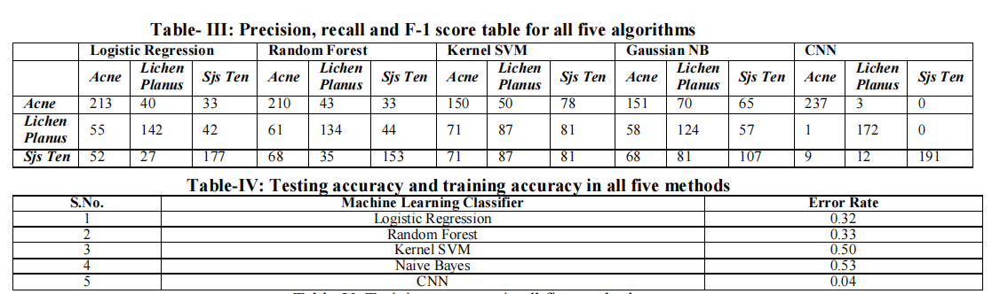 Table- III: Precision, recall and F-1 score table for all five algorithms
Logistic Regression Random Forest Kernel SVM Gaussian NB CNN
Acne Lichen Planus Sjs Ten Acne Lichen Planus Sjs Ten Acne Lichen Planus Sjs Ten Acne Lichen Planus Sjs Ten Acne Lichen Planus Sjs Ten
Acne 213 40 33 210 43 33 150 50 78 151 70 65 237 3 0
Lichen Planus 55 142 42 61 134 44 71 87 81 58 124 57 1 172 0
Sjs Ten 52 27 177 68 35 153 71 87 81 68 81 107 9 12 191
Table-IV: Testing accuracy and training accuracy in all five methods
S.No. Machine Learning Classifier Error Rate
1 Logistic Regression 0.32
2 Random Forest 0.33
3 Kernel SVM 0.50
4 Naive Bayes 0.53
5 CNN 0.04